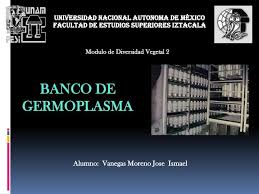 UNIVERSIDAD NACIONAL AUTONOMA DE MÉXICO
FACULTAD DE ESTUDIOS SUPERIORES IZTACALA
Modulo de Diversidad Vegetal 2
BANCO DE
GERMOPLASMA
Alumno: Vanegas Moreno Jose Ismael